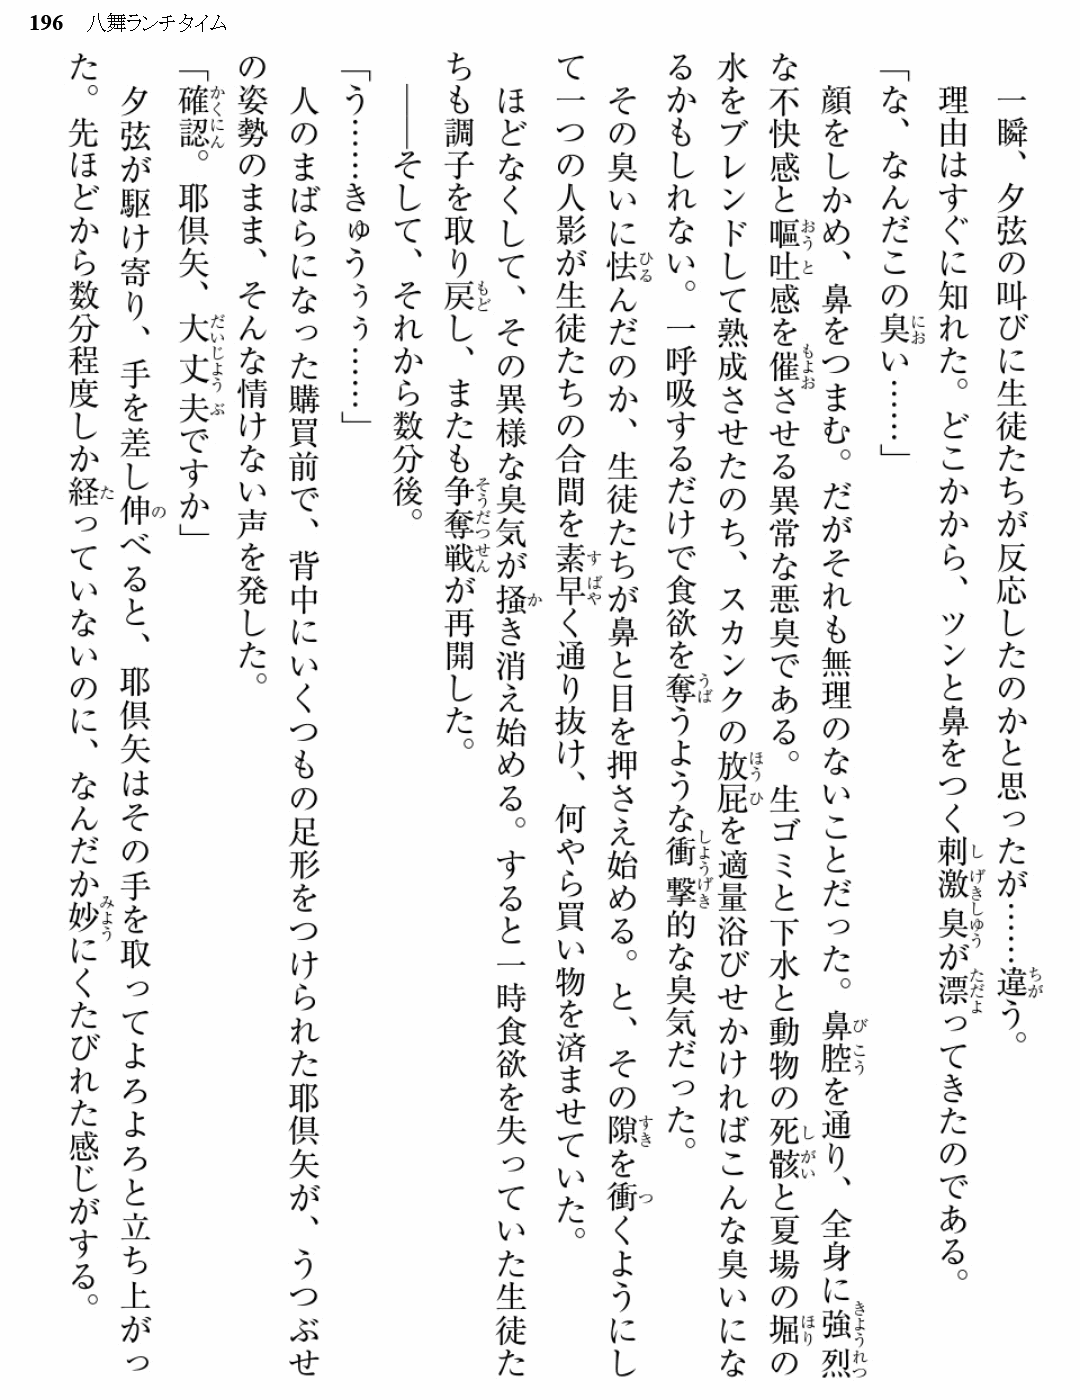 196 八舞ランチタイム
一瞬、夕弦の叫びに生徒たちが反応したのかと思ったが……違う。
理由はすぐに知れた。どこかから、ツンと鼻をつく刺激臭が漂ってきたのである。
「な、なんだこの臭い……」
顔をしかめ、鼻をつまむ。だがそれも無理のないことだった。鼻腔を通り、全身に強烈
な不快感と嘔吐感を催させる異常な悪臭である。生ゴミと下水と動物の死骸と夏場の堀の
水をブレンドして熟成させたのち、スカンクの放屁を適量浴びせかければこんな臭いにな
るかもしれない。一呼吸するだけで食欲を奪うような衝撃的な臭気だった。
その臭いに怯んだのか、生徒たちが鼻と目を押さえ始める。と、その隙を衝くようにし
て一つの人影が生徒たちの合間を素早く通り抜け、何やら買い物を済ませていた。
ほどなくして、その異様な臭気が掻き消え始める。すると一時食欲を失っていた生徒た
ちも調子を取り戻し、またも争奪戦が再開した。
――そして、それから数分後。
「う……きゅうぅぅ……」
人のまばらになった購買前で、背中にいくつもの足形をつけられた耶倶矢が、うつぶせ
の姿勢のまま、そんな情けない声を発した。
「確認。耶倶矢、大丈夫ですか」
夕弦が駆け寄り、手を差し伸べると、耶倶矢はその手を取ってよろよろと立ち上がっ
た。先ほどから数分程度しか経っていないのに、なんだか妙にくたびれた感じがする。